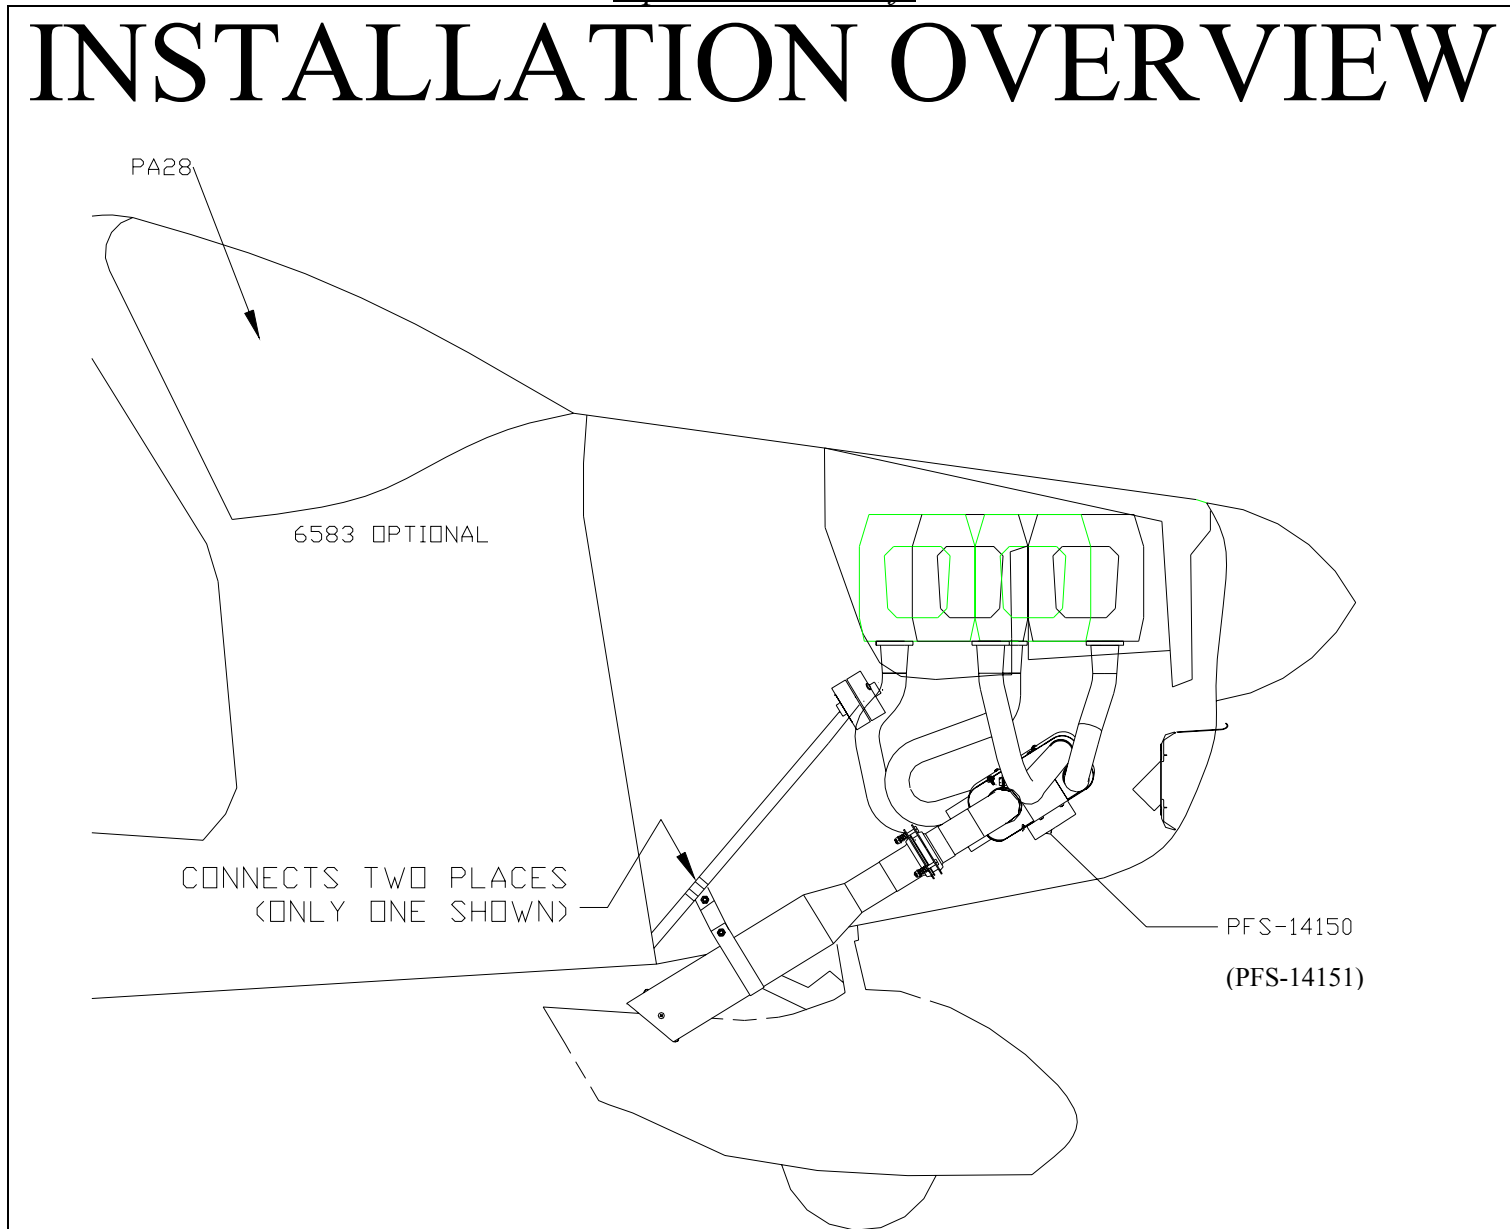 INSTALLATION OVERVIEW
PA28
6583 OPTIONAL
CONNECTS TWO PLACES
(ONLY ONE SHOWN)
PFS-14150
(PFS-14151)